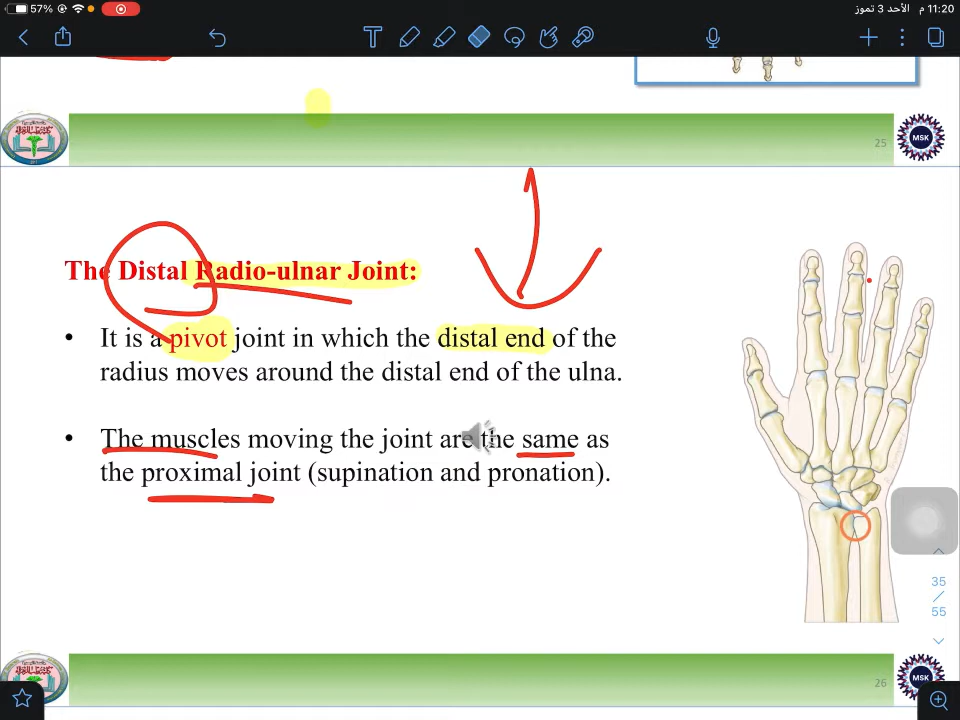 57%
11:20 م الأحد 3 تموز
25
MSK
The Distal Radio-ulnar Joint:
• It is a pivot joint in which the distal end of the
radius moves around the distal end of the ulna.
• The muscles moving the joint are the same as
the proximal joint (supination and pronation).
35
/
55
26
MSK